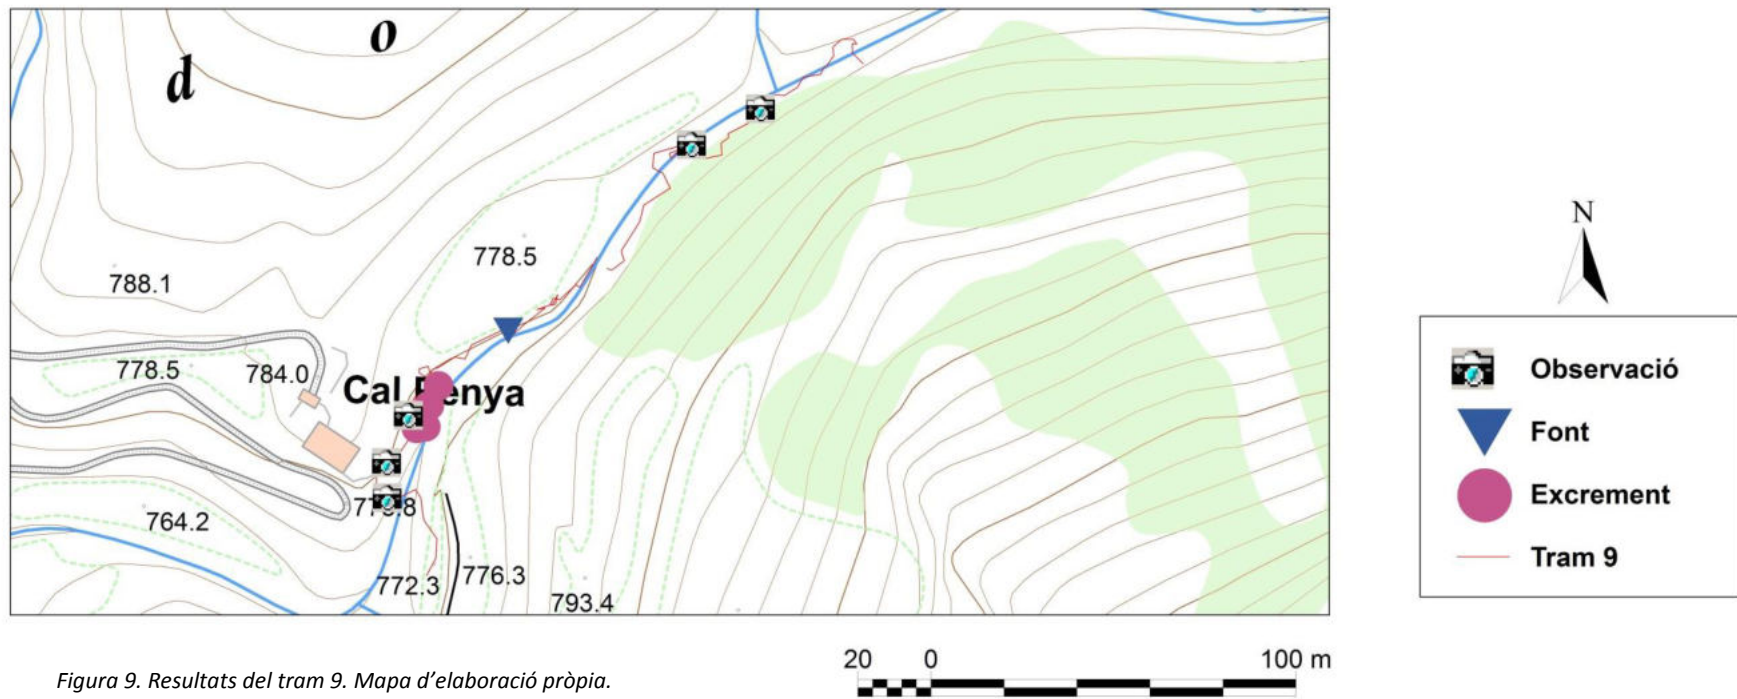 o
d
778.5
788.1
778.5
784.0
Cal Penya
764.2
772.3
776.3
793.4
N
Observació
Font
Excrement
Tram 9
20 0 100 m
Figura 9. Resultats del tram 9. Mapa d'elaboració pròpia.